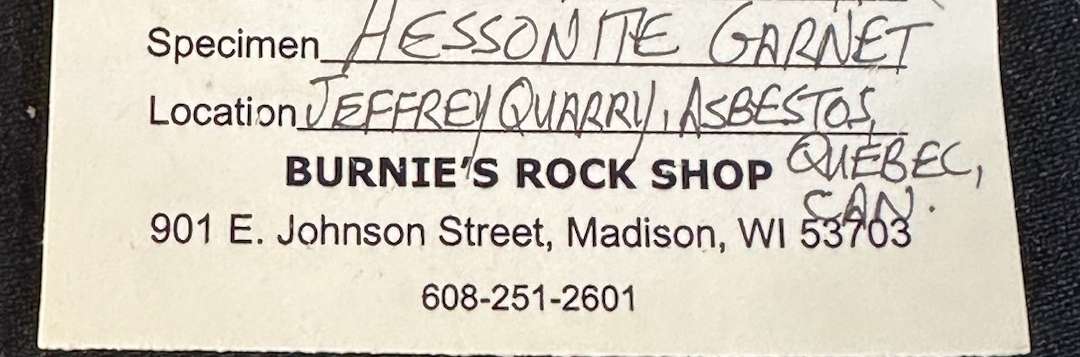 Specimen HESSONITE GARNET
Location JEFFREY QUARRY, ASBESTOS,
QUEBEC,
BURNIE'S ROCK SHOP
CAN.
901 E. Johnson Street, Madison, WI 53703
608-251-2601